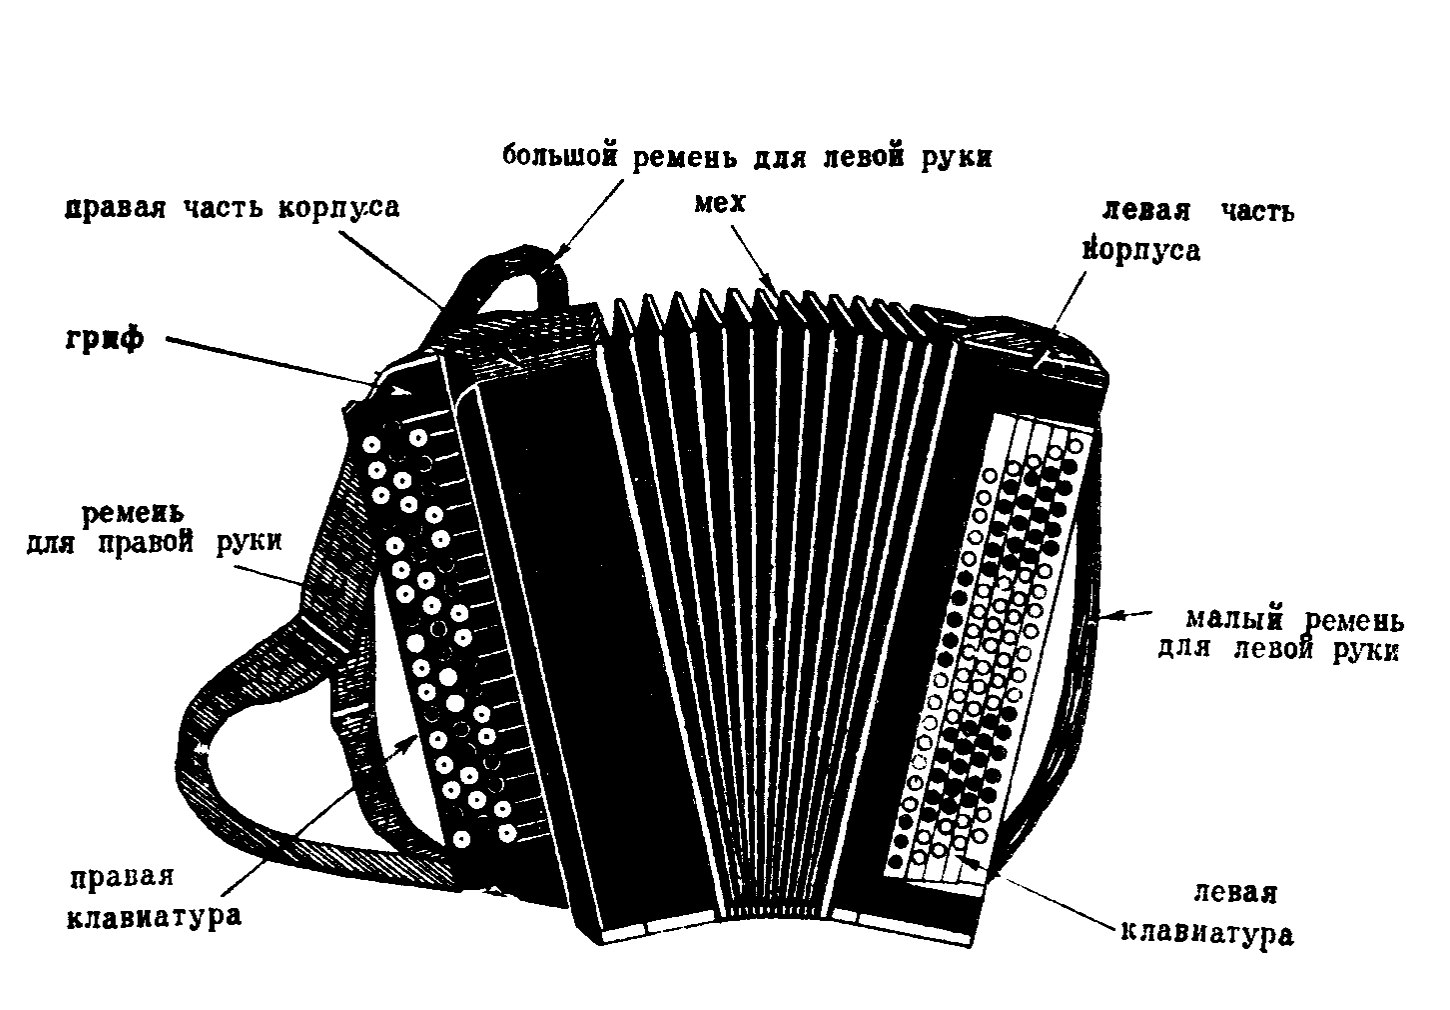 большой ремень для левой руки
мех
правая часть корпуса
левая часть
корпуса
гриф
ремень
для правой руки
малый ремень
для левой руки
правая
клавиатура
левая
клавиатура